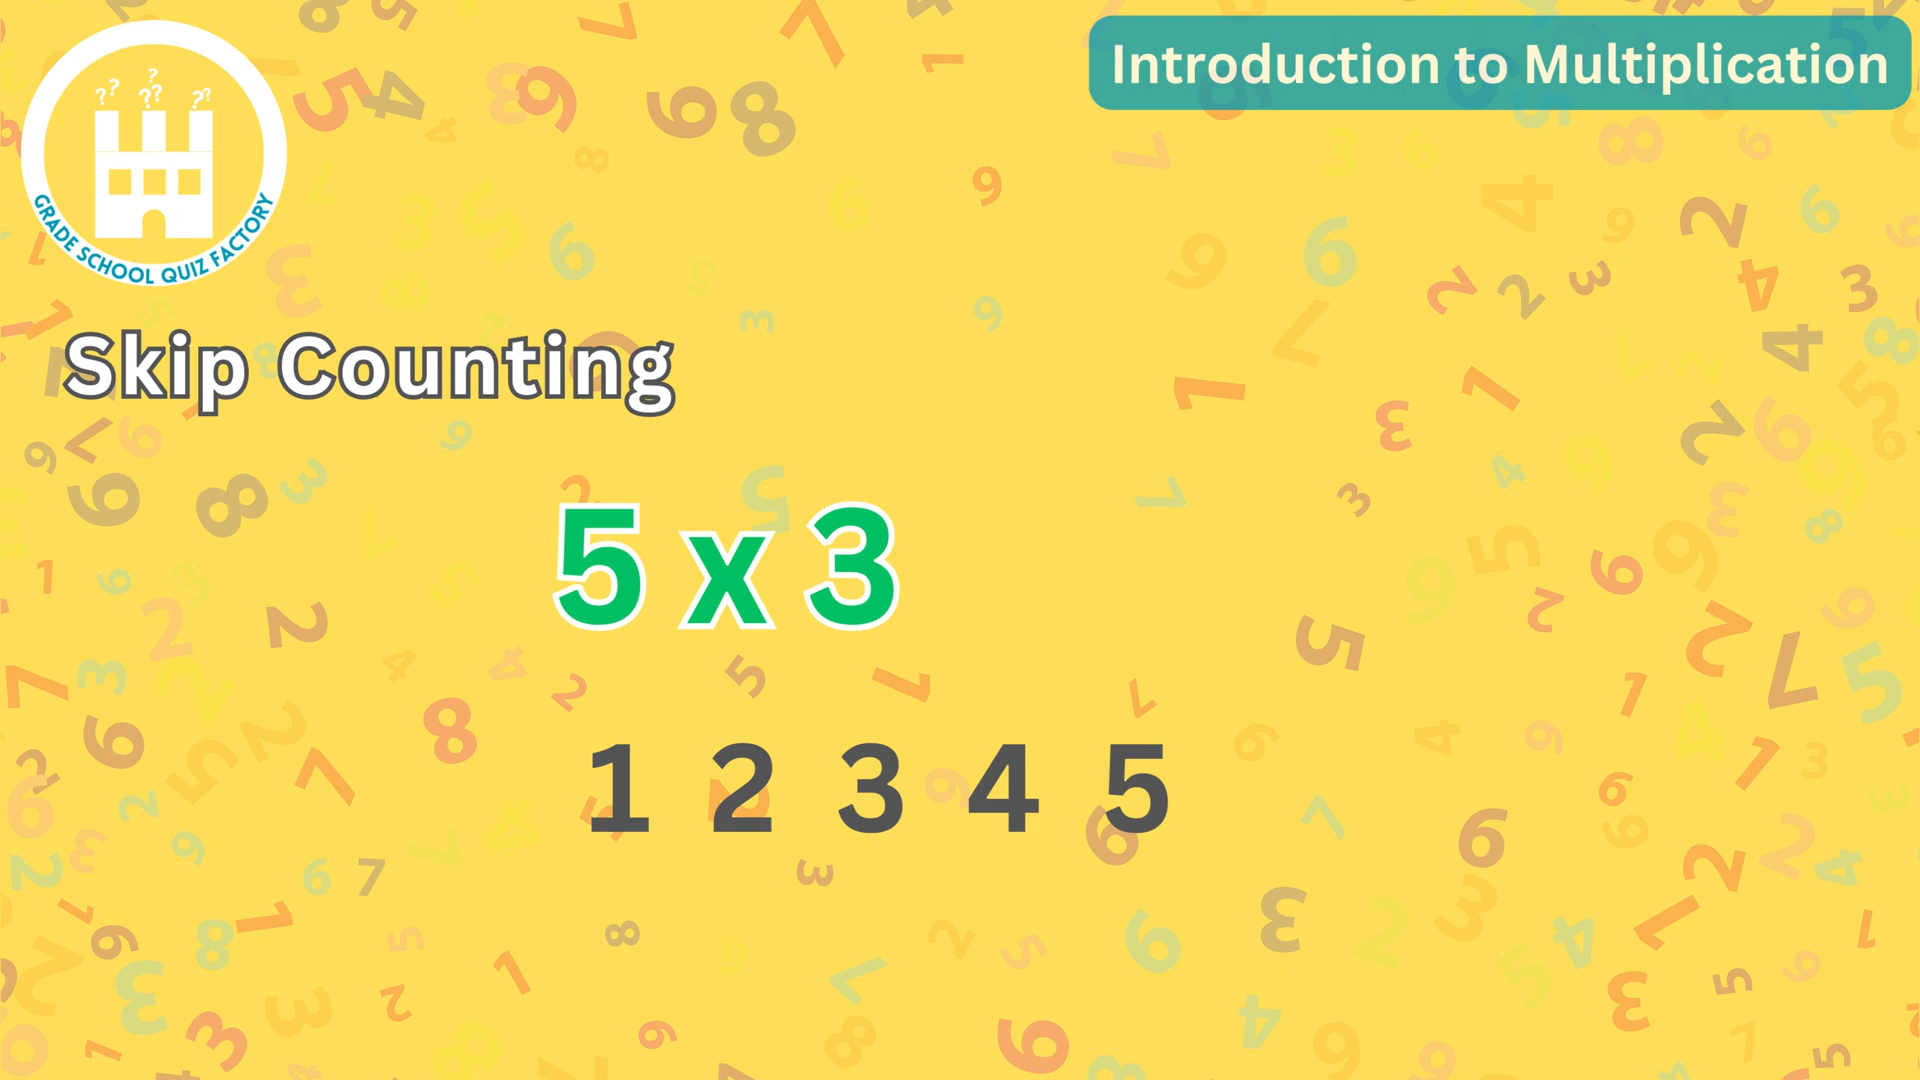 ? ? ? ? ? ? ?
GRADE SCHOOL QUIZ FACTORY
Introduction to Multiplication
Skip Counting
5 x 3
1 2 3 4 5